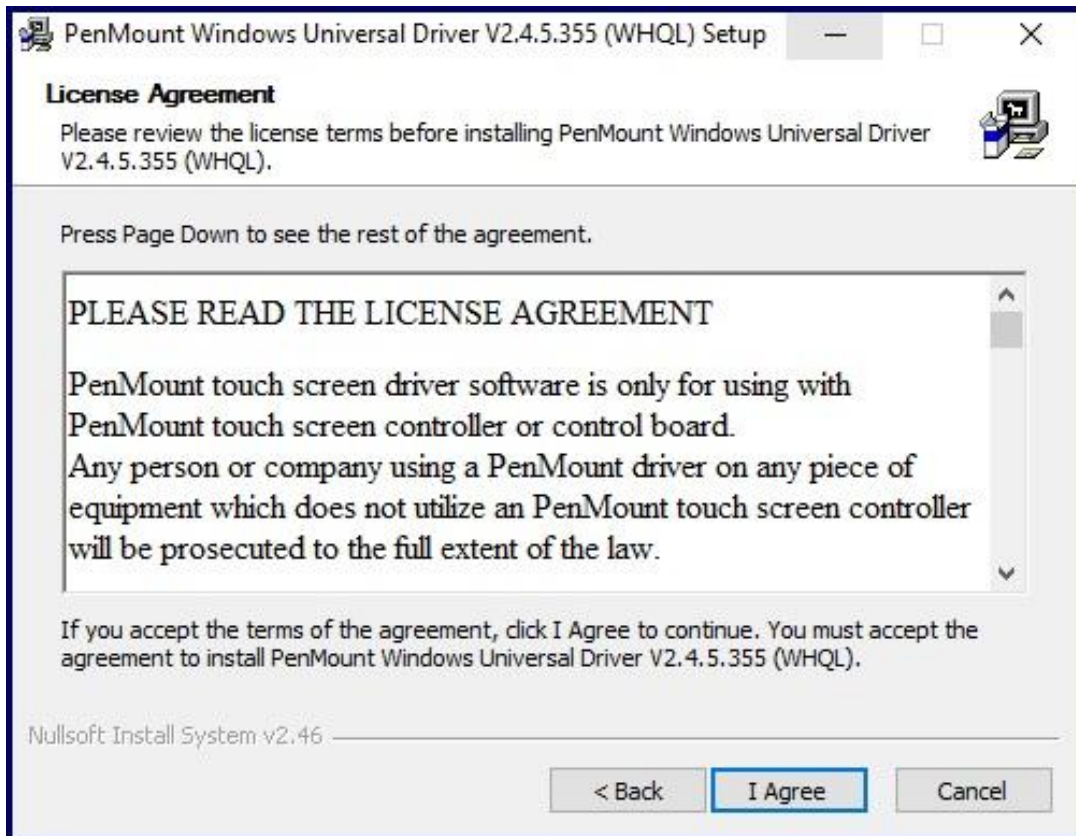 PenMount Windows Universal Driver V2.4.5.355 (WHQL) Setup
License Agreement
Please review the license terms before installing PenMount Windows Universal Driver
V2.4.5.355 (WHQL).
Press Page Down to see the rest of the agreement.
PLEASE READ THE LICENSE AGREEMENT
PenMount touch screen driver software is only for using with
PenMount touch screen controller or control board.
Any person or company using a PenMount driver on any piece of
equipment which does not utilize an PenMount touch screen controller
will be prosecuted to the full extent of the law.
If you accept the terms of the agreement, click I Agree to continue. You must accept the
agreement to install PenMount Windows Universal Driver V2.4.5.355 (WHQL).
Nullsoft Install System v2.46
< Back I Agree Cancel